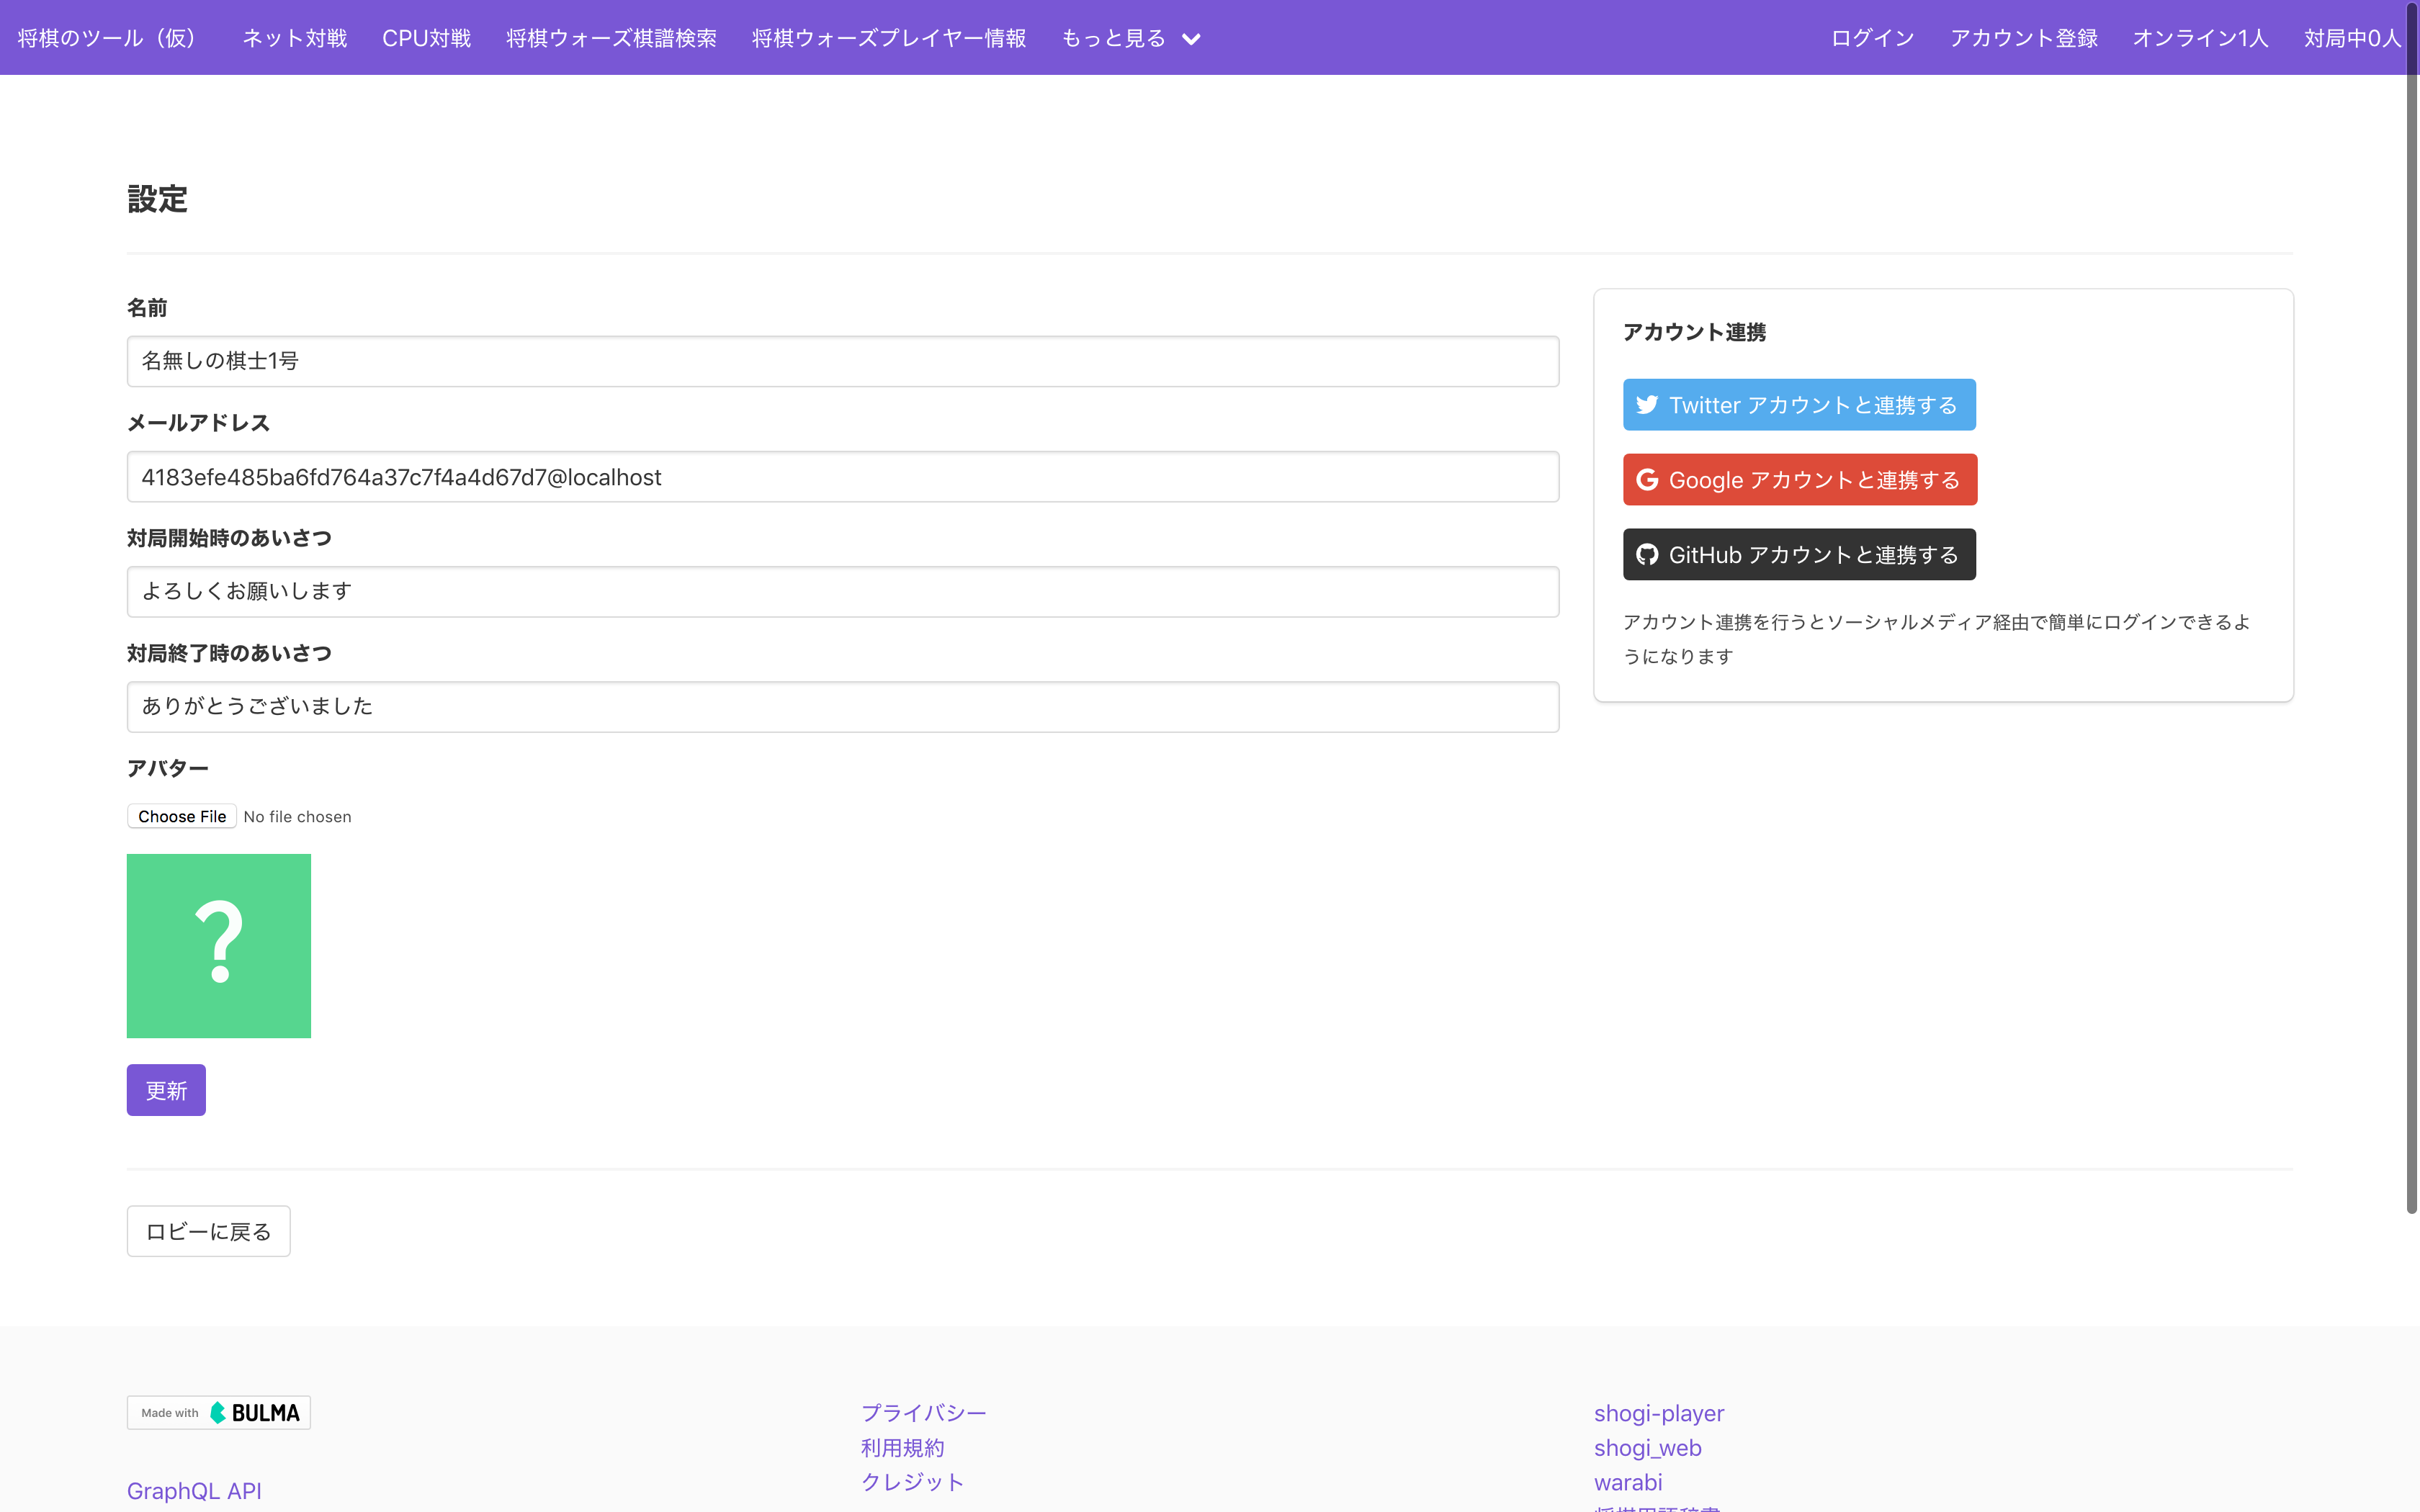 将棋のツール（仮） ネット対戦 CPU対戦 将棋ウォーズ棋譜検索 将棋ウォーズプレイヤー情報 もっと見る ログイン アカウント登録 オンライン1人 対局中0人
設定
名前
名無しの棋士1号
メールアドレス
4183efe485ba6fd764a37c7f4a4d67d7@localhost
対局開始時のあいさつ
よろしくお願いします
対局終了時のあいさつ
ありがとうございました
アバター
Choose File No file chosen
?
更新
アカウント連携
Twitter アカウントと連携する
Google アカウントと連携する
GitHub アカウントと連携する
アカウント連携を行うとソーシャルメディア経由で簡単にログインできるよ
うになります
ロビーに戻る
Made with BULMA
GraphQL API
プライバシー
利用規約
クレジット
shogi-player
shogi_web
warabi